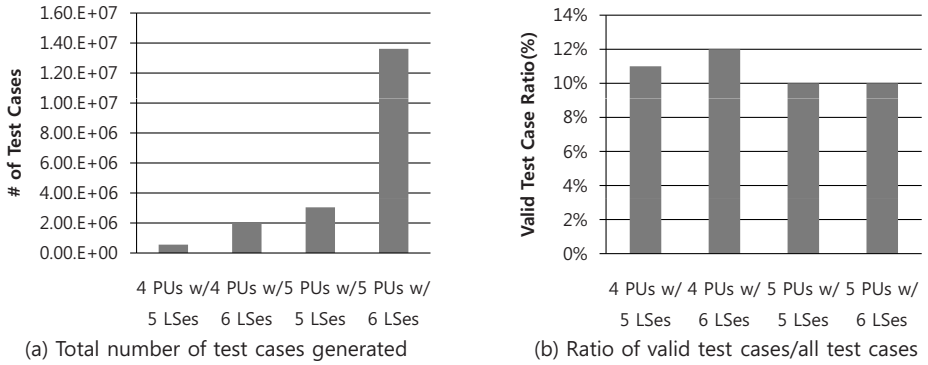 # of Test Cases
1.60.E+07
1.40.E+07
1.20.E+07
1.00.E+07
8.00.E+06
6.00.E+06
4.00.E+06
2.00.E+06
0.00.E+00
4 PUs w/ 4 PUs w/ 5 PUs w/ 5 PUs w/
5 LSes 6 LSes 5 LSes 6 LSes
(a) Total number of test cases generated
Valid Test Case Ratio(%)
14%
12%
10%
8%
6%
4%
2%
0%
4 PUs w/ 4 PUs w/ 5 PUs w/ 5 PUs w/
5 LSes 6 LSes 5 LSes 6 LSes
(b) Ratio of valid test cases/all test cases